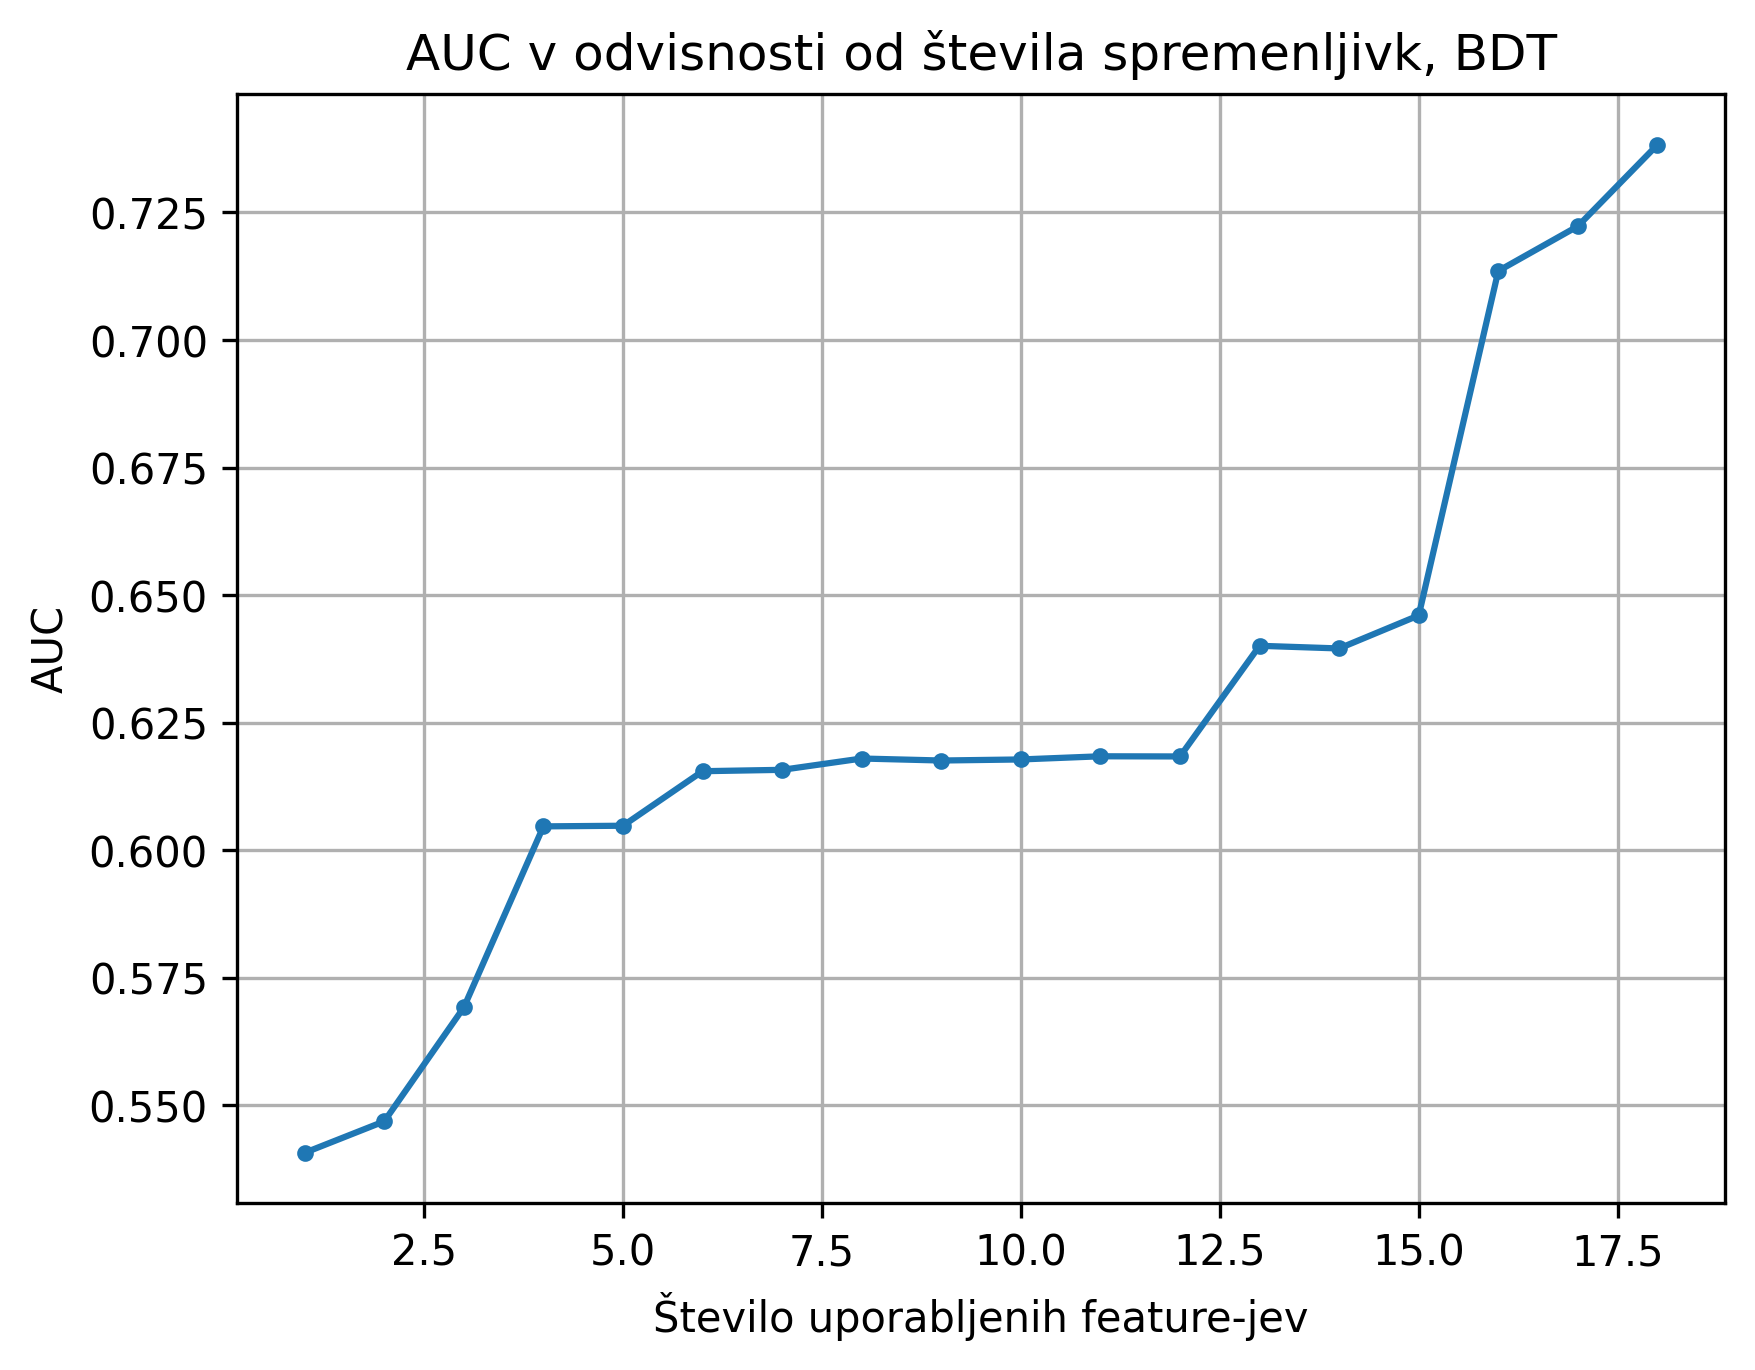 AUC v odvisnosti od števila spremenljivk, BDT
0.725
0.700
0.675
0.650
0.625
0.600
0.575
0.550
AUC
2.5 5.0 7.5 10.0 12.5 15.0 17.5
Število uporabljenih feature-jev